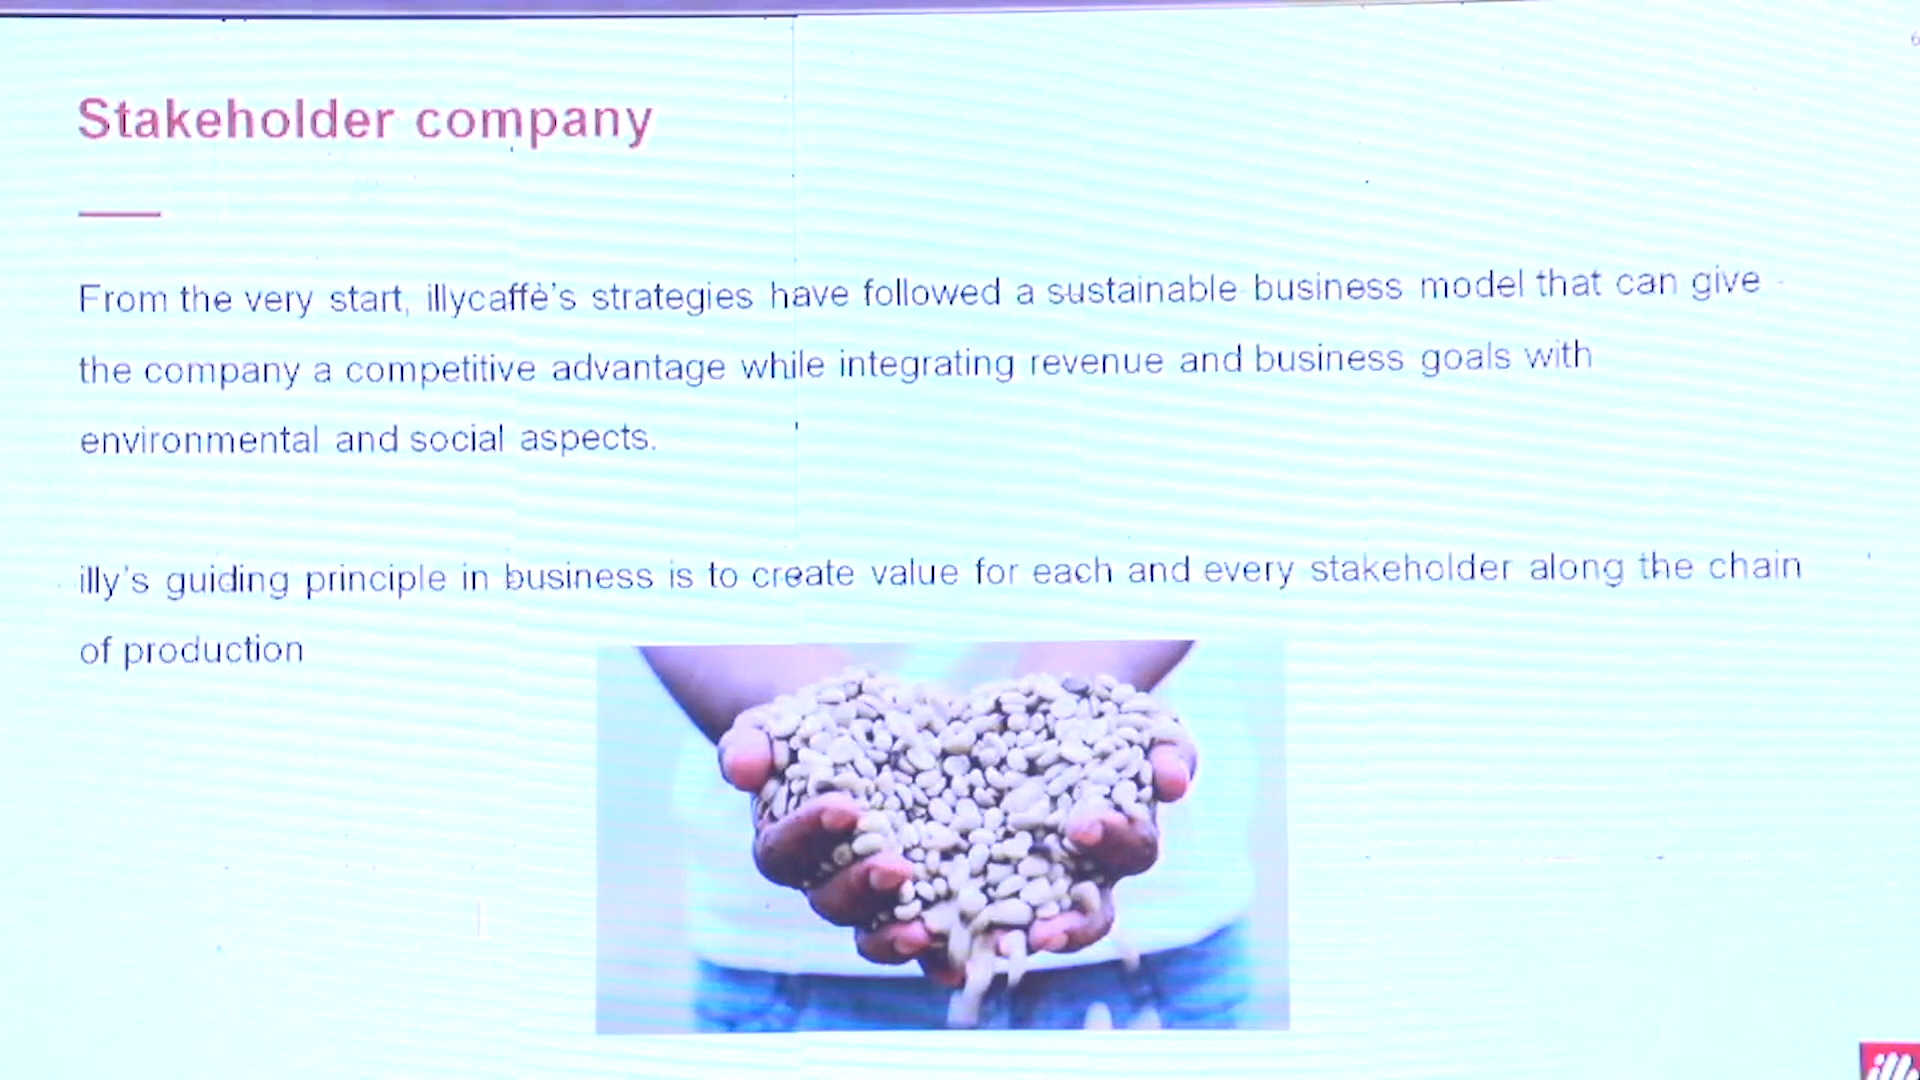 6
Stakeholder company
From the very start, illycaffè's strategies have followed a sustainable business model that can give
the company a competitive advantage while integrating revenue and business goals with
environmental and social aspects.
illy's guiding principle in business is to create value for each and every stakeholder along the chain
of production
illy